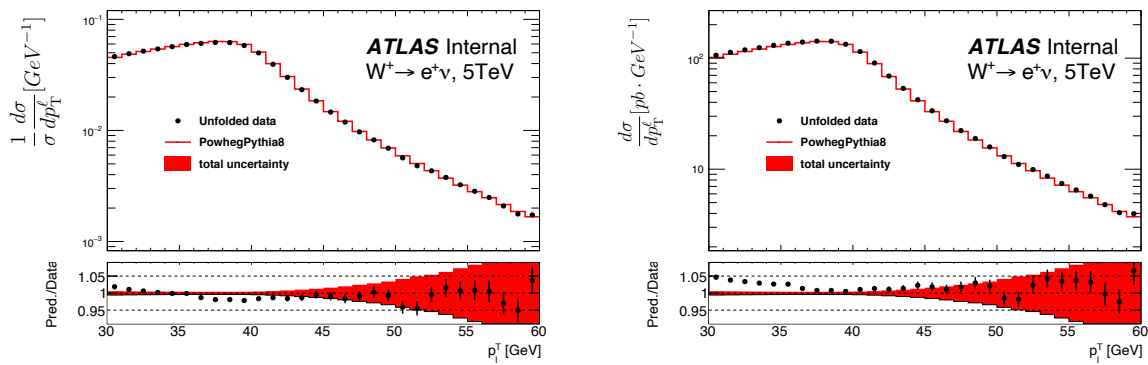 1/σ dσ/dp_T^ℓ [GeV⁻¹]
10⁻¹
10⁻²
10⁻³
ATLAS Internal
W⁺→ e⁺ν, 5TeV
Unfolded data
PowhegPythia8
total uncertainty
Pred./Data
1.05
1
0.95
30 35 40 45 50 55 60
p_l^T [GeV]
dσ/dp_T^ℓ [pb · GeV⁻¹]
10²
10
ATLAS Internal
W⁺→ e⁺ν, 5TeV
Unfolded data
PowhegPythia8
total uncertainty
Pred./Data
1.05
1
0.95
30 35 40 45 50 55 60
p_l^T [GeV]